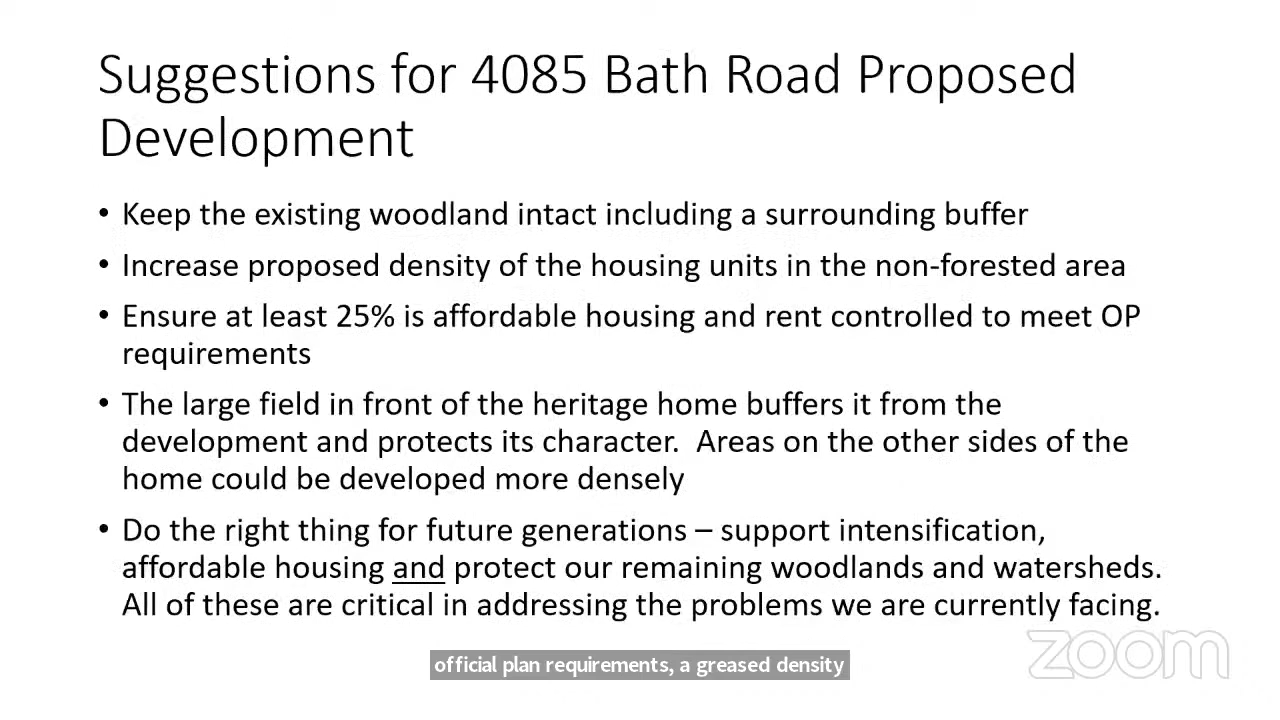 Suggestions for 4085 Bath Road Proposed
Development
• Keep the existing woodland intact including a surrounding buffer
• Increase proposed density of the housing units in the non-forested area
• Ensure at least 25% is affordable housing and rent controlled to meet OP
requirements
• The large field in front of the heritage home buffers it from the
development and protects its character.  Areas on the other sides of the
home could be developed more densely
• Do the right thing for future generations – support intensification,
affordable housing and protect our remaining woodlands and watersheds.
All of these are critical in addressing the problems we are currently facing.
zoom
official plan requirements, a greased density